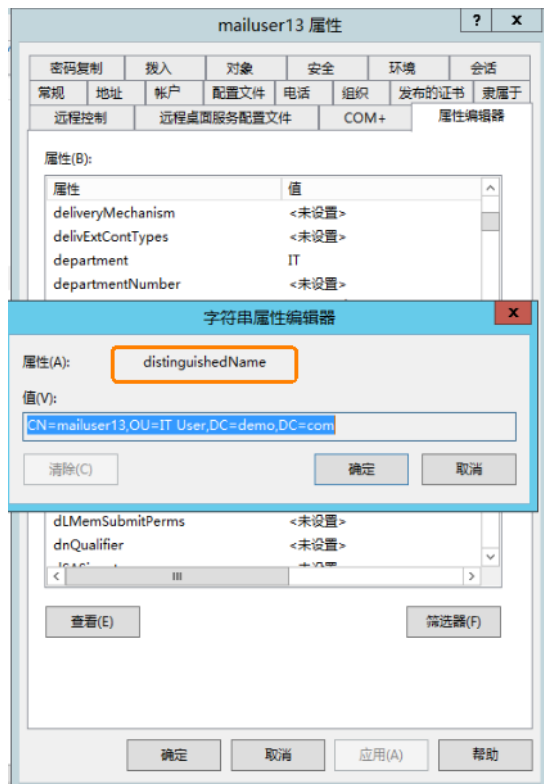 mailuser13 属性
? x
密码复制 拨入 对象 安全 环境 会话
常规 地址 帐户 配置文件 电话 组织 发布的证书 隶属于
远程控制 远程桌面服务配置文件 COM+ 属性编辑器
属性(B):
属性 值
deliveryMechanism <未设置>
delivExtContTypes <未设置>
department IT
departmentNumber <未设置>
字符串属性编辑器 x
属性(A): distinguishedName
值(V):
CN=mailuser13,OU=IT User,DC=demo,DC=com
清除(C) 确定 取消
dLMemSubmitPerms <未设置>
dnQualifier <未设置>
查看(E) 筛选器(F)
确定 取消 应用(A) 帮助